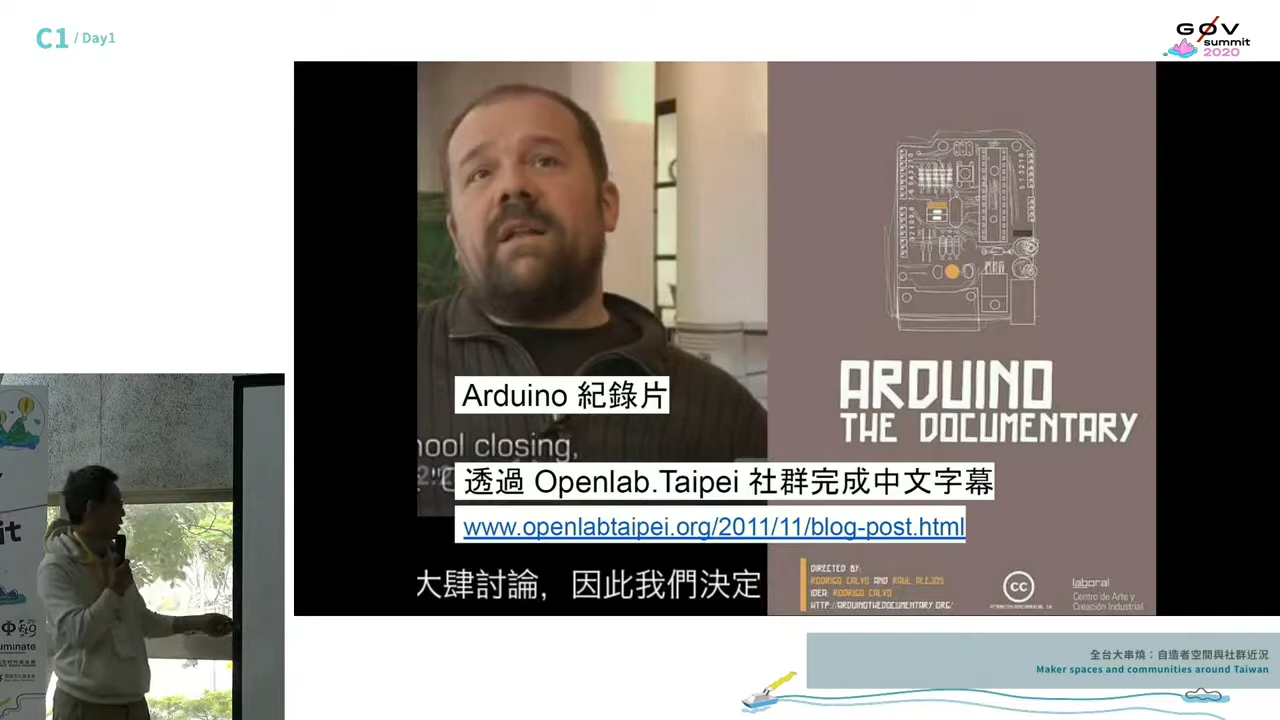 C1 / Day1
GØV
summit
2020
ARDUINO
THE DOCUMENTARY
Arduino 紀錄片
hool closing,
透過 Openlab.Taipei 社群完成中文字幕
www.openlabtaipei.org/2011/11/blog-post.html
大肆討論，因此我們決定
DIRECTED BY:
RODRIGO CALVO AND RAUL ALEJOS
IDEA: RODRIGO CALVO
HTTP://ARDUINOTHEDOCUMENTARY.ORG/
cc
laboral
Centro de Arte y
Creación Industrial
全台大串燒：自造者空間與社群近況
Maker spaces and communities around Taiwan